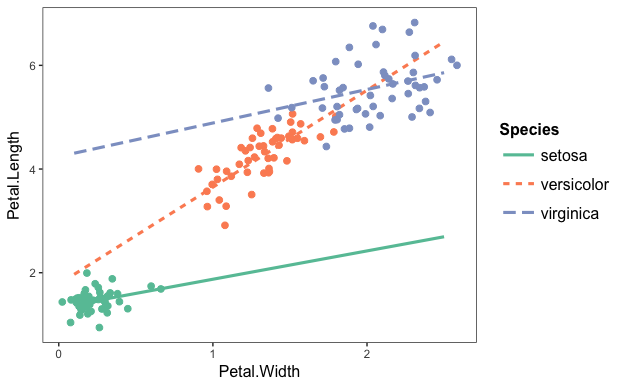 6
4
2
Petal.Length
0
1
2
Petal.Width
Species
setosa
versicolor
virginica